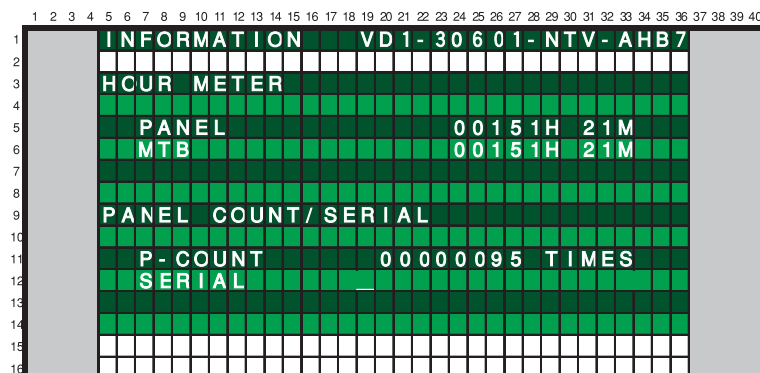 1 2 3 4 5 6 7 8 9 10 11 12 13 14 15 16 17 18 19 20 21 22 23 24 25 26 27 28 29 30 31 32 33 34 35 36 37 38 39 40
1 INFORMATION VD1-30601-NTV-AHB7
2
3 HOUR METER
4
5 PANEL 00151H 21M
6 MTB 00151H 21M
7
8
9 PANEL COUNT/SERIAL
10
11 P-COUNT 00000095 TIMES
12 SERIAL _
13
14
15
16